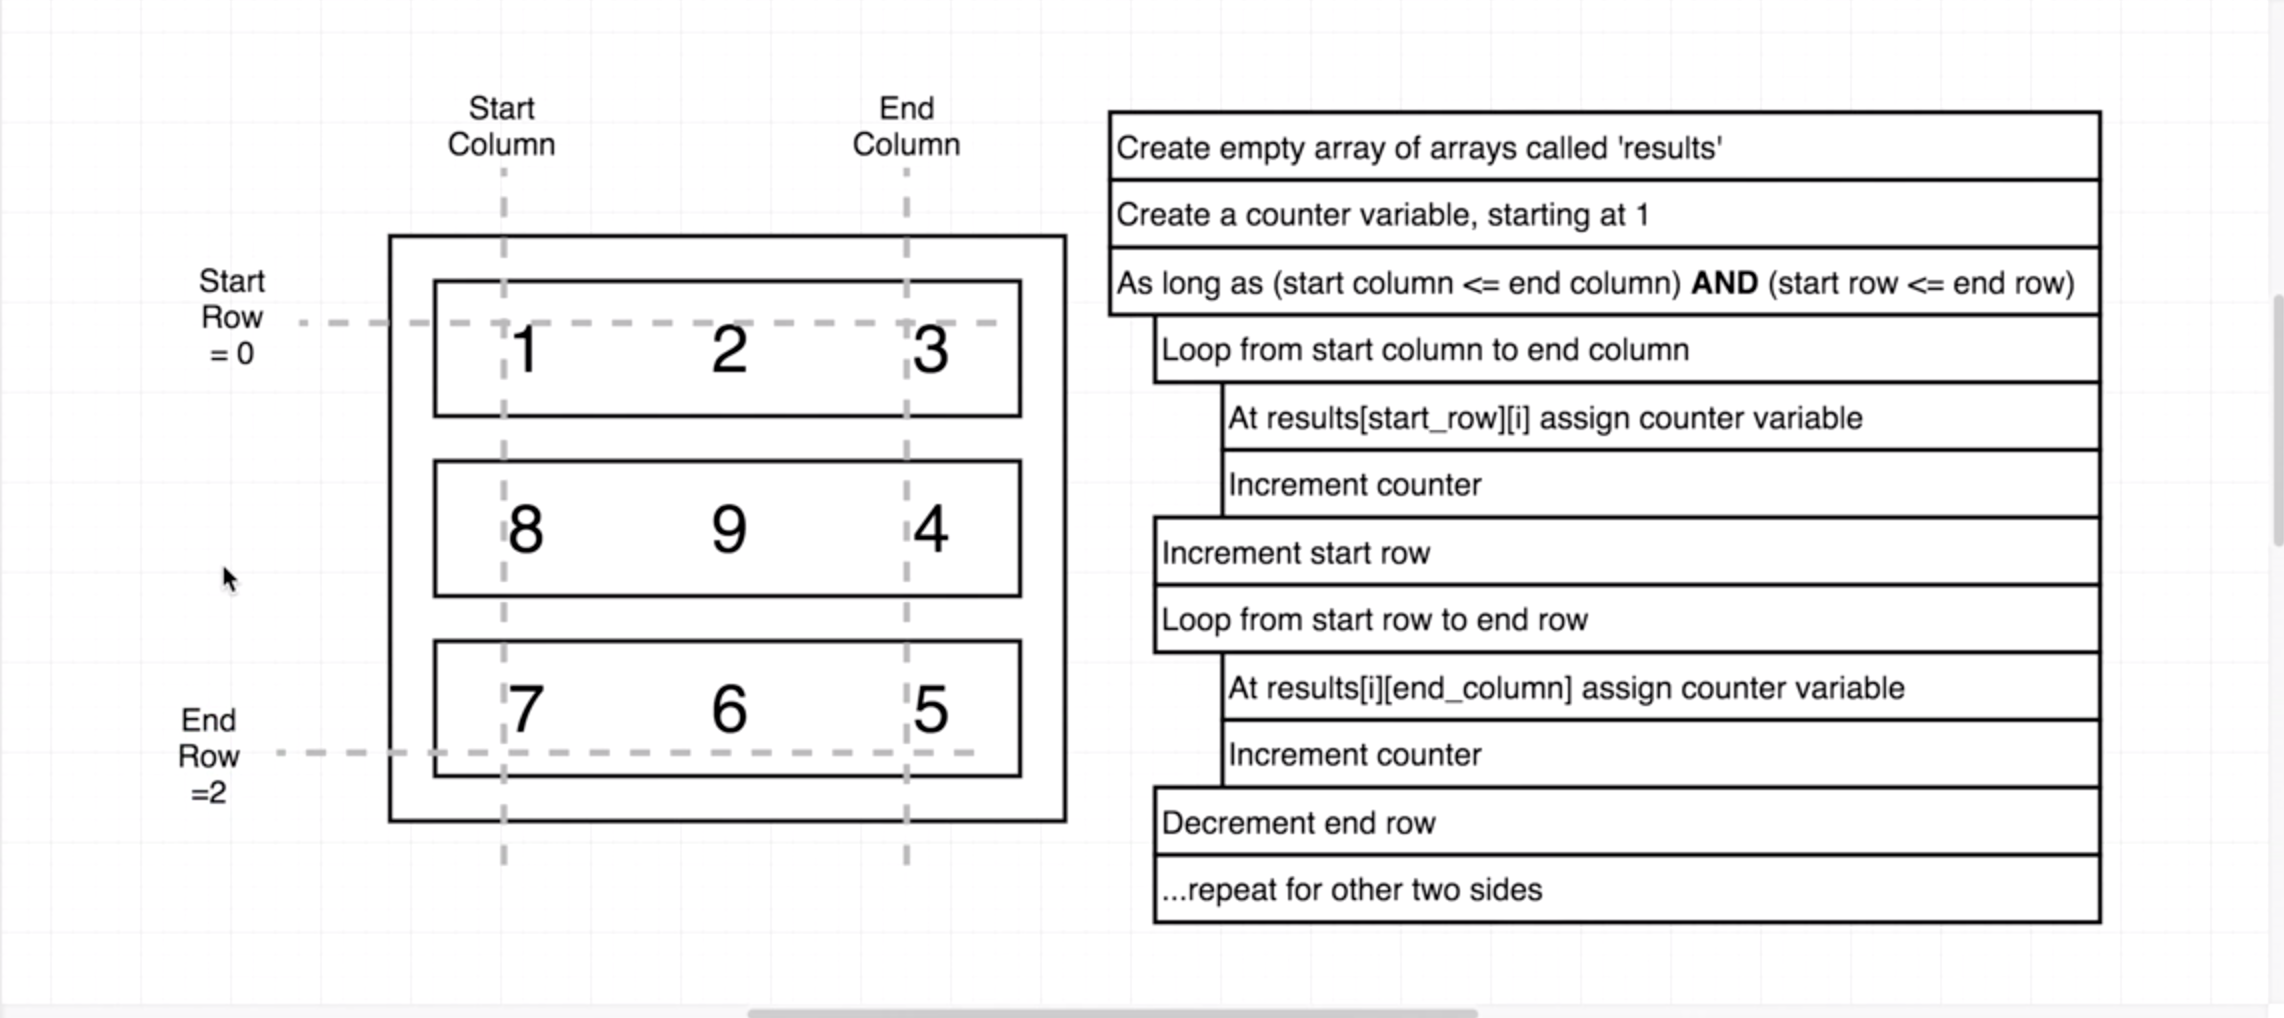 Start
Column
End
Column
Start
Row
= 0
1 2 3
8 9 4
7 6 5
End
Row
=2
Create empty array of arrays called 'results'
Create a counter variable, starting at 1
As long as (start column <= end column) AND (start row <= end row)
Loop from start column to end column
At results[start_row][i] assign counter variable
Increment counter
Increment start row
Loop from start row to end row
At results[i][end_column] assign counter variable
Increment counter
Decrement end row
...repeat for other two sides